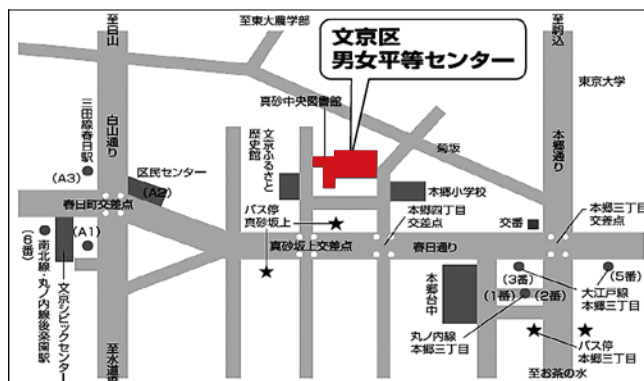 至白山
至東大農学部
文京区
男女平等センター
至駒込
東京大学
三田線春日駅
白山通り
真砂中央図書館
本郷通り
菊坂
(A3)
区民センター
(A2)
文京ふるさと
歴史館
本郷小学校
春日町交差点
バス停
真砂坂上
本郷四丁目
交差点
交番
本郷三丁目
交差点
(6番)
南北線・丸ノ内線後楽園駅
(A1)
文京シビックセンター
真砂坂上交差点
春日通り
本郷台中
(3番)
(5番)
(1番)
(2番)
大江戸線
本郷三丁目
丸ノ内線
本郷三丁目
バス停
本郷三丁目
至水道
至お茶の水